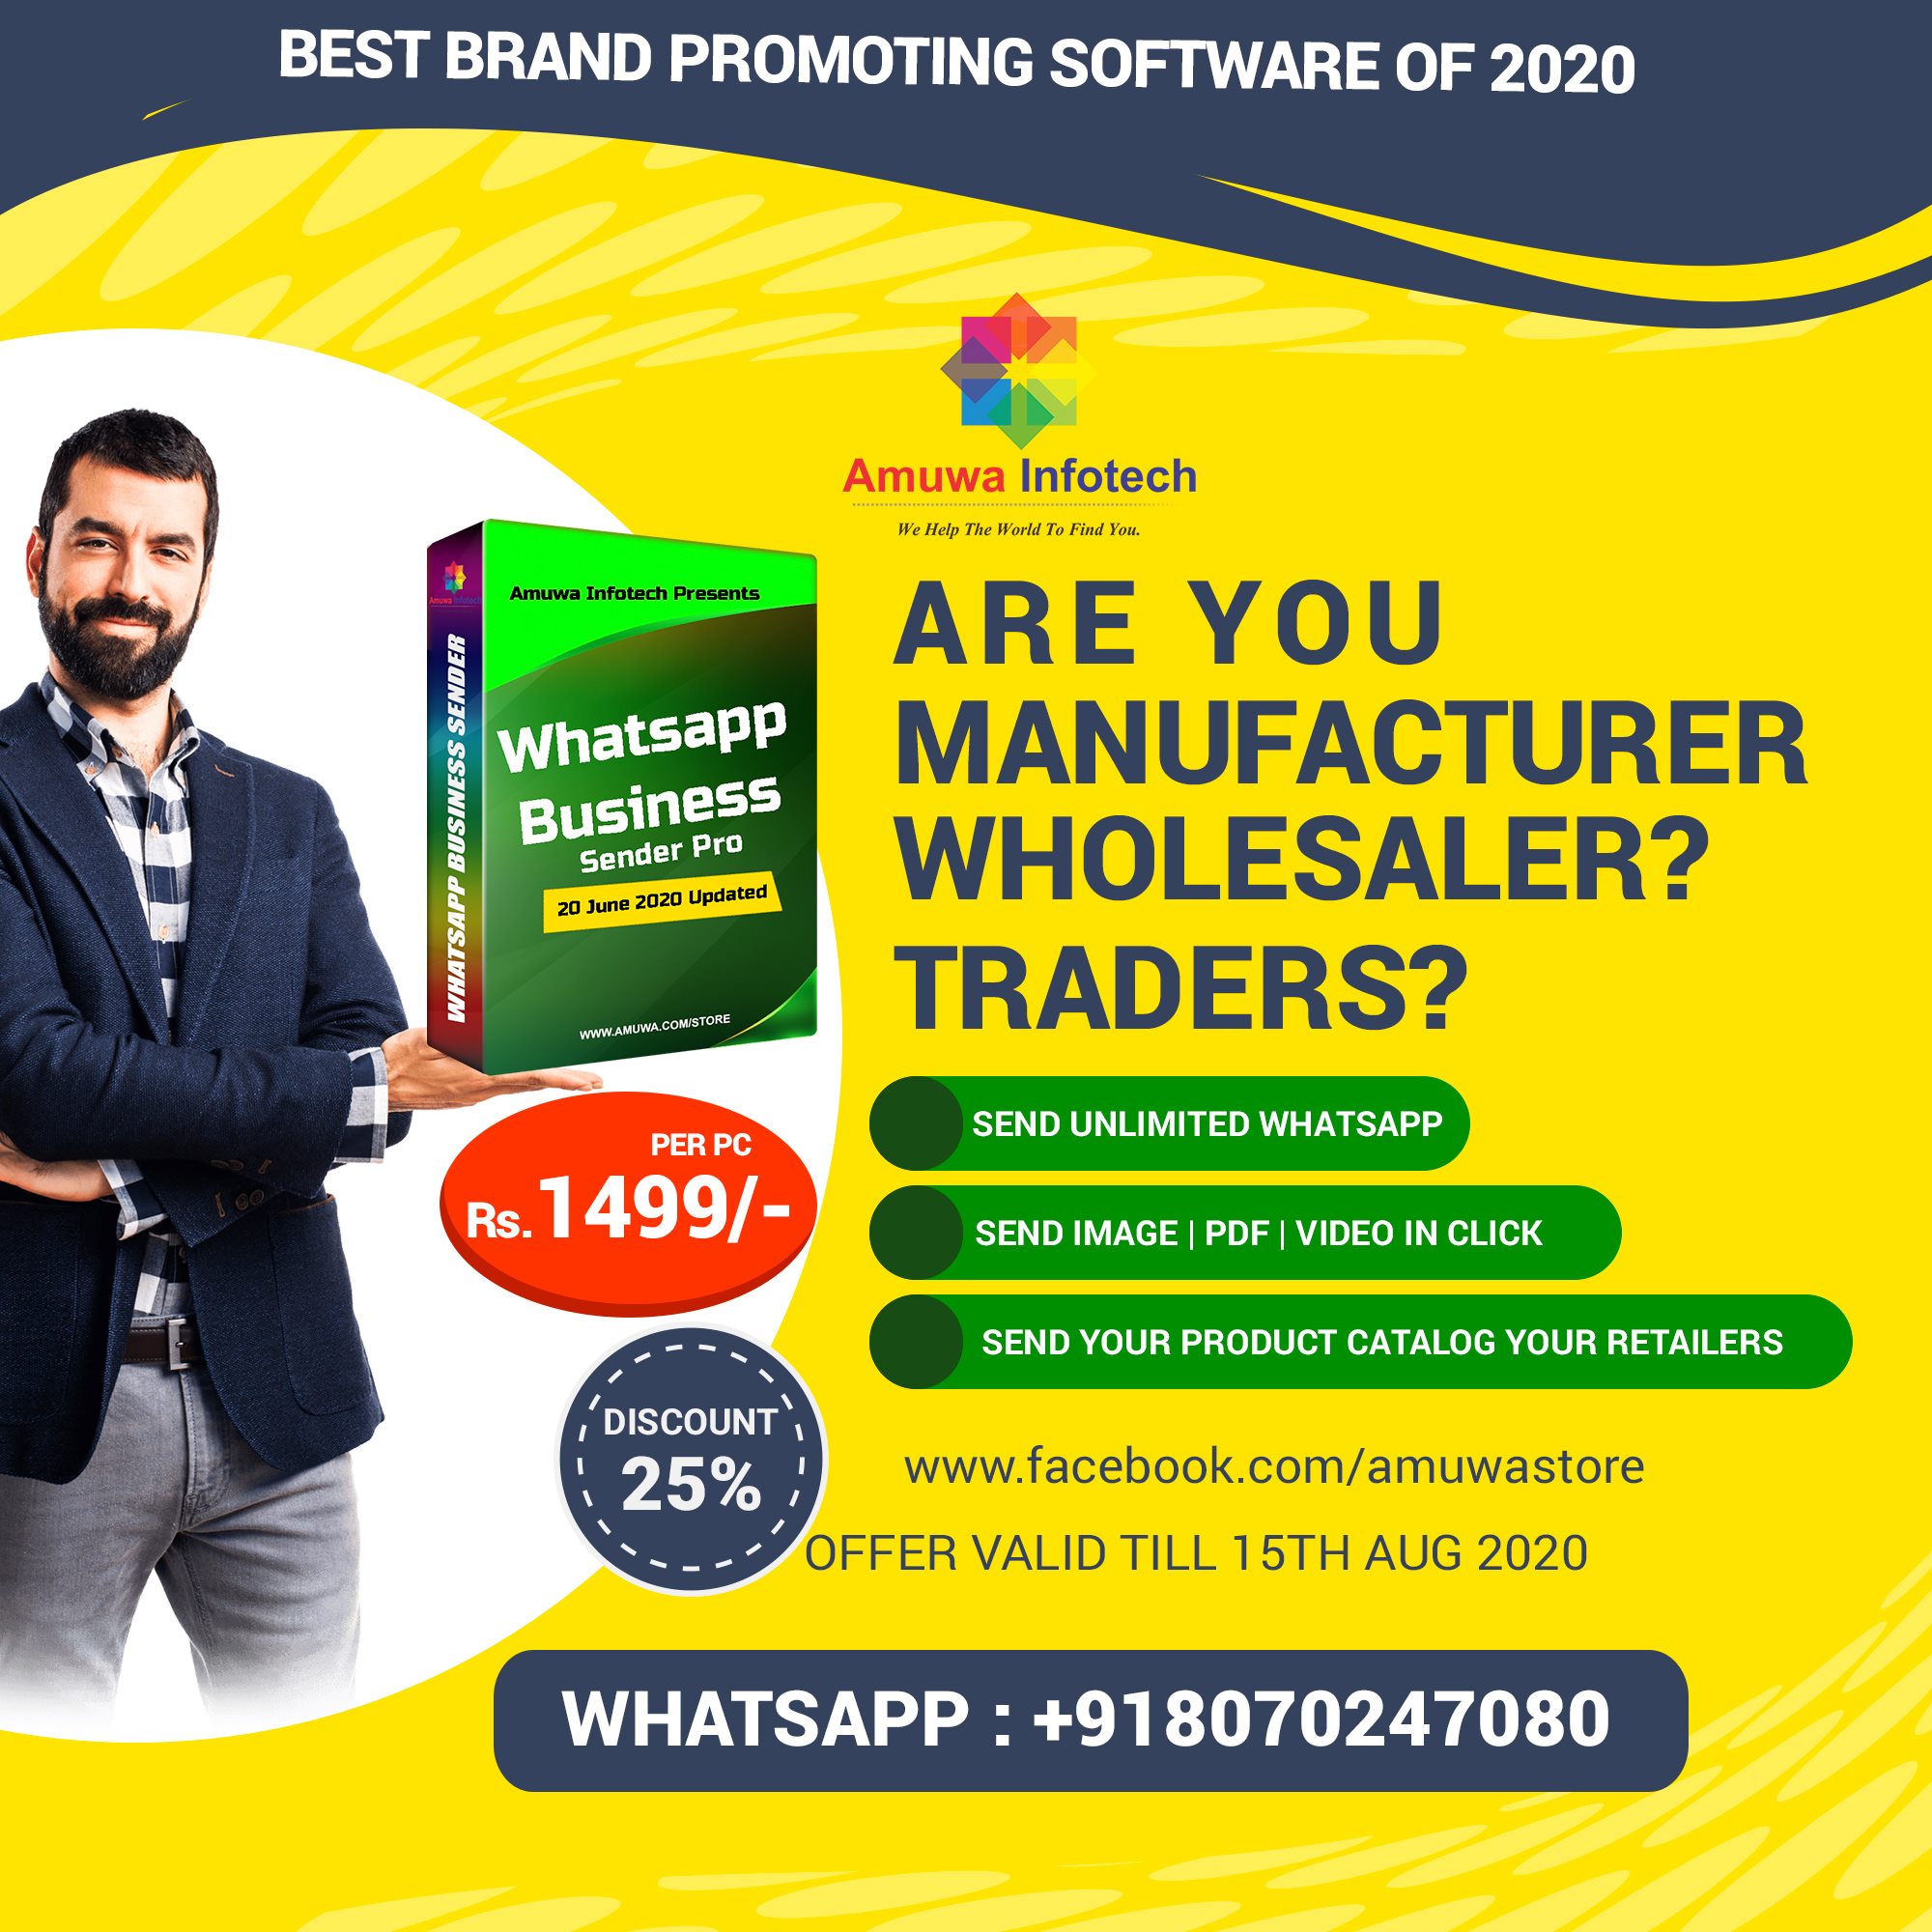 BEST BRAND PROMOTING SOFTWARE OF 2020
Amuwa Infotech
We Help The World To Find You.
Amuwa Infotech
WHATSAPP BUSINESS SENDER
Amuwa Infotech Presents
Whatsapp
Business
Sender Pro
20 June 2020 Updated
WWW.AMUWA.COM/STORE
ARE YOU
MANUFACTURER
WHOLESALER?
TRADERS?
PER PC
Rs. 1499/-
SEND UNLIMITED WHATSAPP
SEND IMAGE | PDF | VIDEO IN CLICK
SEND YOUR PRODUCT CATALOG YOUR RETAILERS
DISCOUNT
25%
www.facebook.com/amuwastore
OFFER VALID TILL 15TH AUG 2020
WHATSAPP : +918070247080